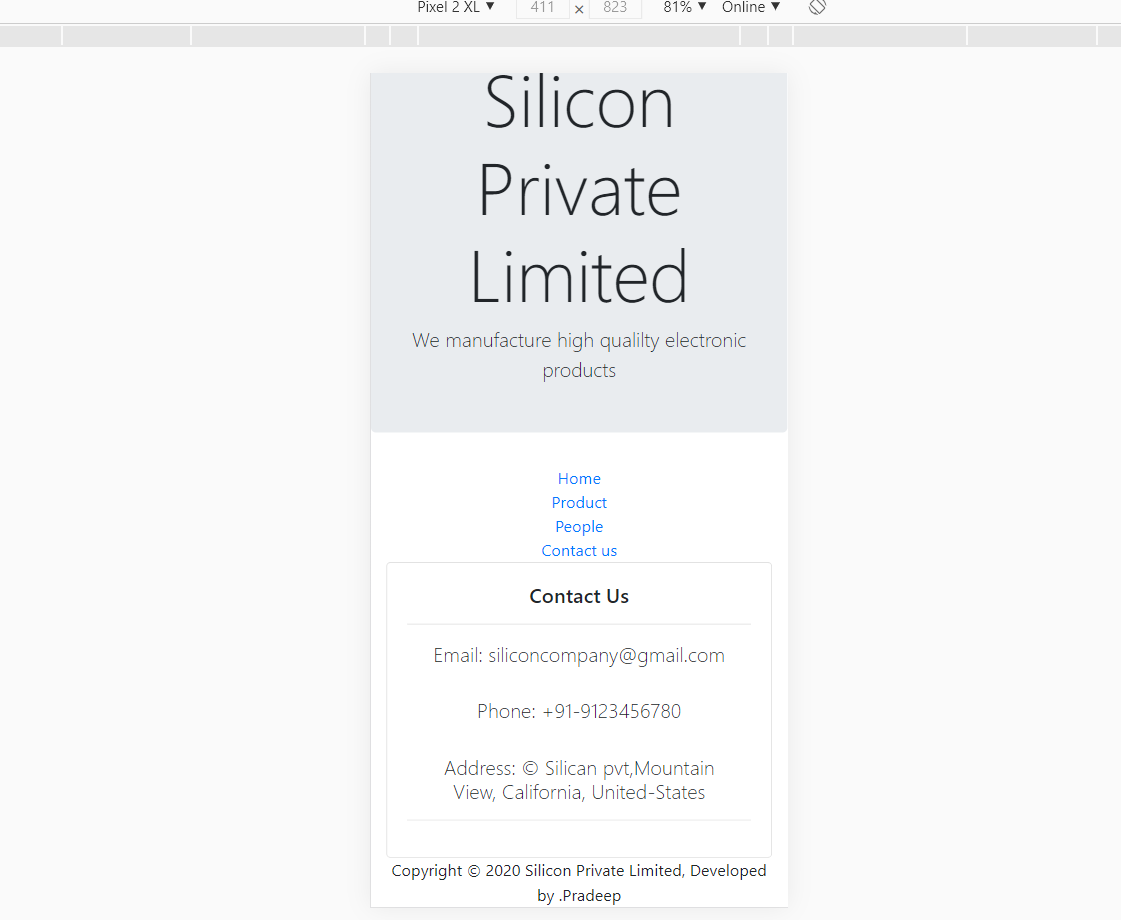 Pixel 2 XL ▼ 411 × 823 81% ▼ Online ▼
Silicon
Private
Limited
We manufacture high qualilty electronic
products
Home
Product
People
Contact us
Contact Us
Email: siliconcompany@gmail.com
Phone: +91-9123456780
Address: © Silican pvt,Mountain
View, California, United-States
Copyright © 2020 Silicon Private Limited, Developed
by .Pradeep